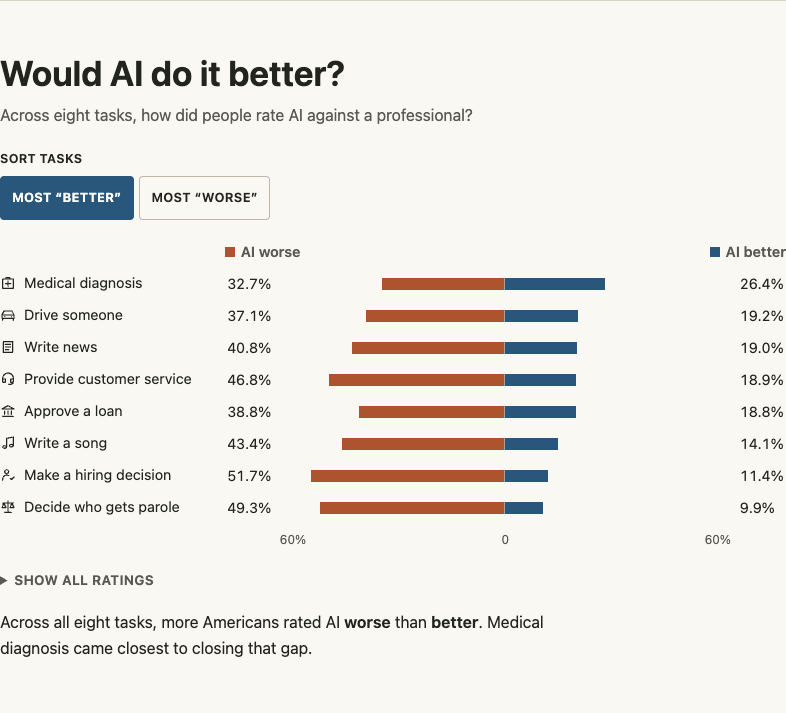 Would AI do it better?
Across eight tasks, how did people rate AI against a professional?
SORT TASKS
MOST “BETTER” MOST “WORSE”
AI worse AI better
Medical diagnosis 32.7% 26.4%
Drive someone 37.1% 19.2%
Write news 40.8% 19.0%
Provide customer service 46.8% 18.9%
Approve a loan 38.8% 18.8%
Write a song 43.4% 14.1%
Make a hiring decision 51.7% 11.4%
Decide who gets parole 49.3% 9.9%
60% 0 60%
SHOW ALL RATINGS
Across all eight tasks, more Americans rated AI worse than better. Medical
diagnosis came closest to closing that gap.